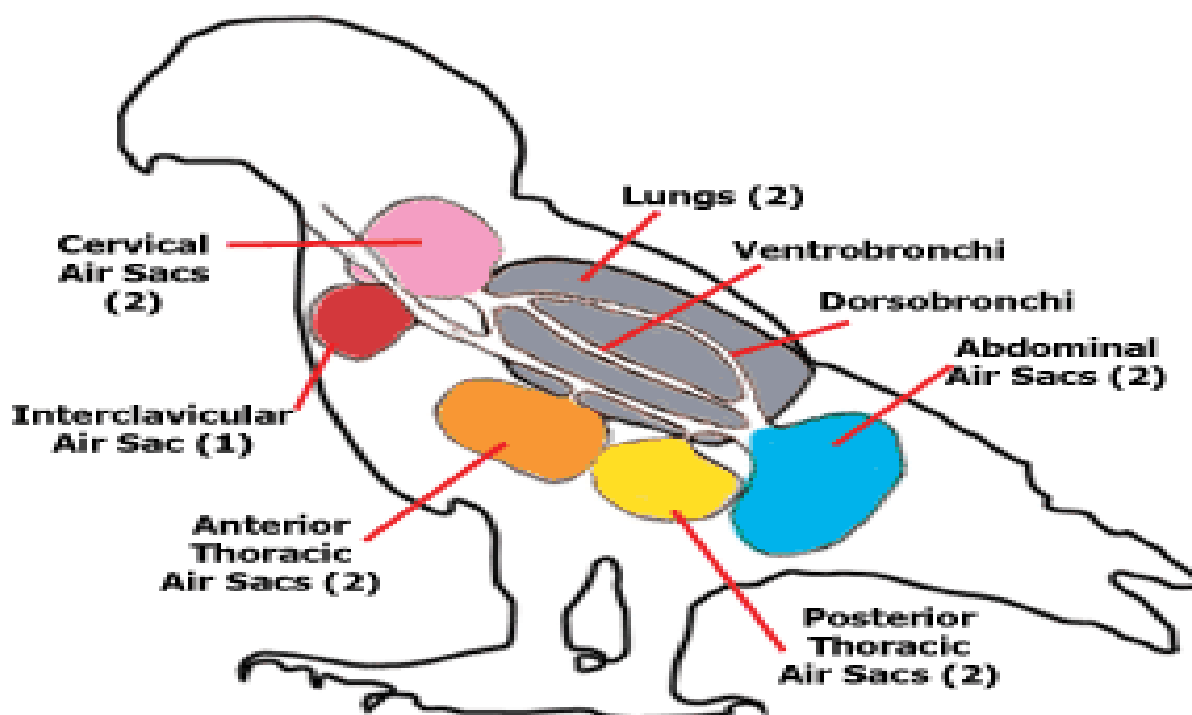 Lungs (2)
Cervical
Air Sacs
(2)
Ventrobronchi
Dorsobronchi
Abdominal
Air Sacs (2)
Interclavicular
Air Sac (1)
Anterior
Thoracic
Air Sacs (2)
Posterior
Thoracic
Air Sacs (2)